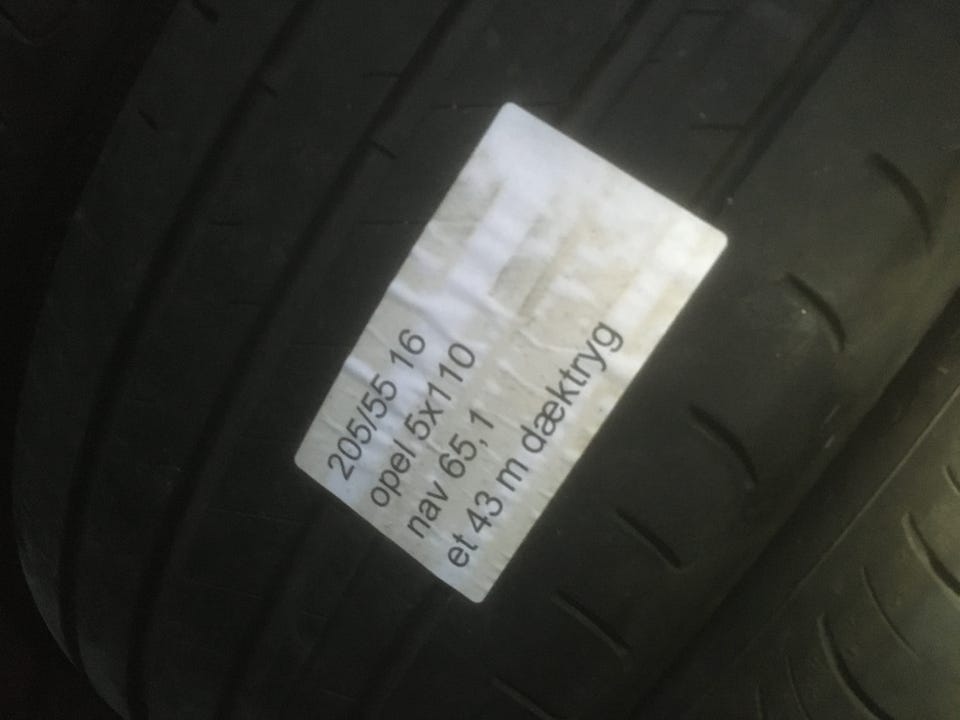 205/55 16
opel 5x110
nav 65,1
et 43 m dæktryg